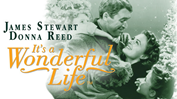 JAMES STEWART
DONNA REED
It's a
Wonderful
Life